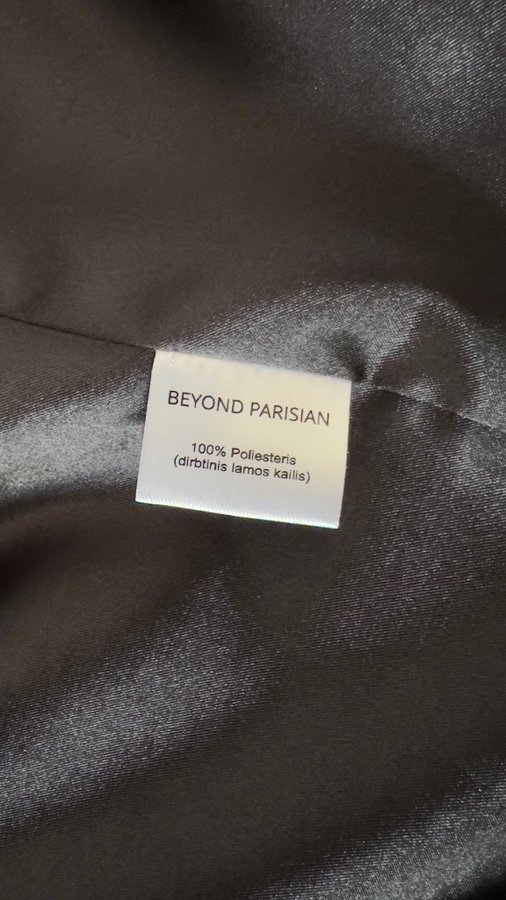 BEYOND PARISIAN
100% Poliesteris
(dirbtinis lamos kailis)